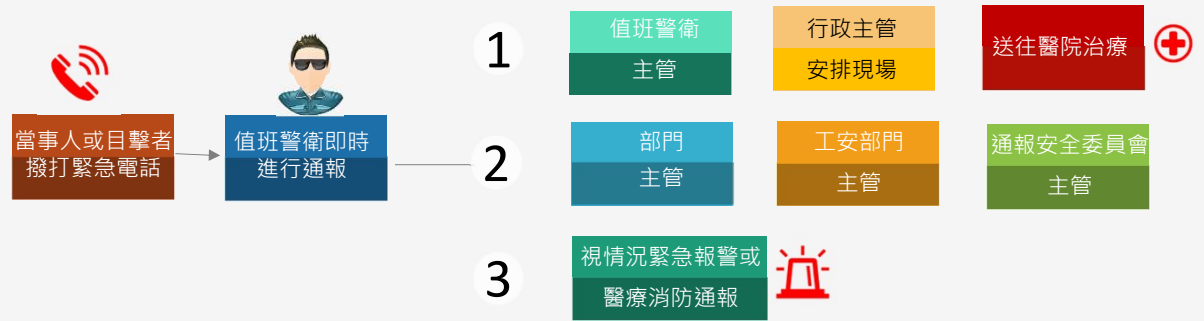 當事人或目擊者
撥打緊急電話
值班警衛即時
進行通報
1
值班警衛
主管
行政主管
安排現場
送往醫院治療
2
部門
主管
工安部門
主管
通報安全委員會
主管
3
視情況緊急報警或
醫療消防通報